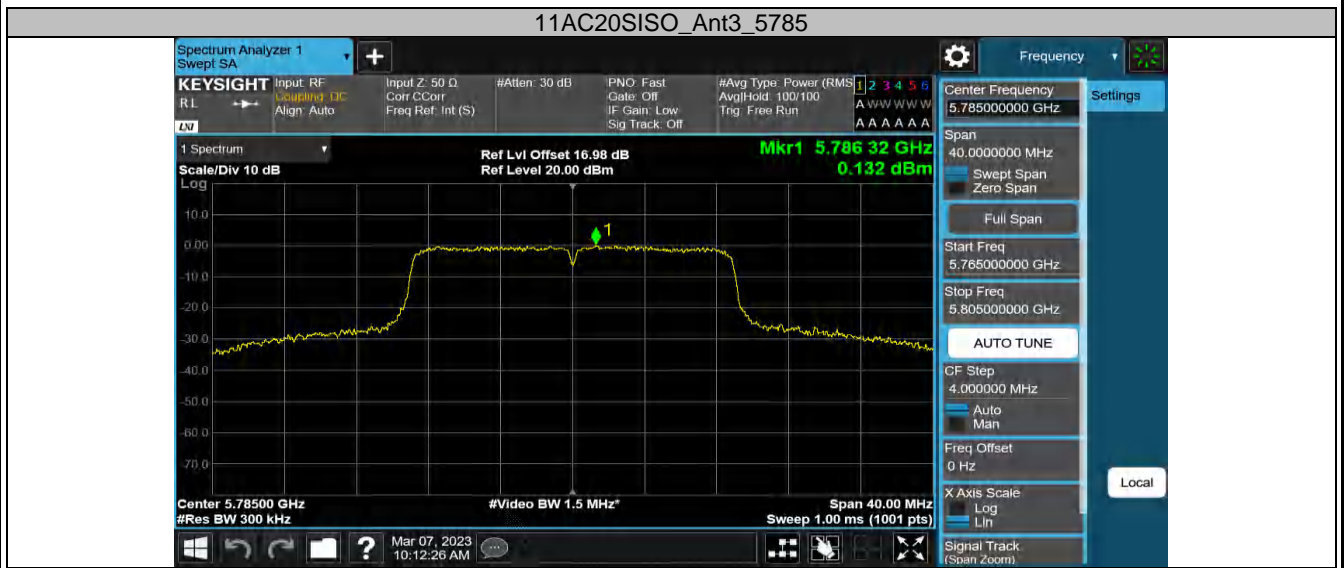 11AC20SISO_Ant3_5785
Spectrum Analyzer 1
Swept SA
+
Frequency
KEYSIGHT
RL
LXI
Input: RF
Coupling: DC
Align: Auto
Input Z: 50 Ω
Corr CCorr
Freq Ref: Int (S)
#Atten: 30 dB
PNO: Fast
Gate: Off
IF Gain: Low
Sig Track: Off
#Avg Type: Power (RMS
Avg|Hold: 100/100
Trig: Free Run
1 2 3 4 5 6
A W W W W W
A A A A A A
Center Frequency
5.785000000 GHz
Settings
1 Spectrum
Scale/Div 10 dB
Log
Ref Lvl Offset 16.98 dB
Ref Level 20.00 dBm
Mkr1 5.786 32 GHz
0.132 dBm
Span
40.0000000 MHz
Swept Span
Zero Span
Full Span
Start Freq
5.765000000 GHz
Stop Freq
5.805000000 GHz
AUTO TUNE
CF Step
4.000000 MHz
Auto
Man
Freq Offset
0 Hz
X Axis Scale
Log
Lin
Signal Track
(Span Zoom)
Local
10.0
0.00
-10.0
-20.0
-30.0
-40.0
-50.0
-60.0
-70.0
1
Center 5.78500 GHz
#Res BW 300 kHz
#Video BW 1.5 MHz*
Span 40.00 MHz
Sweep 1.00 ms (1001 pts)
?
Mar 07, 2023
10:12:26 AM